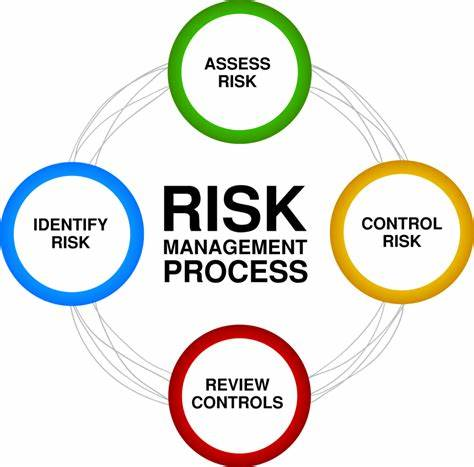 ASSESS
RISK
IDENTIFY
RISK
RISK
MANAGEMENT
PROCESS
CONTROL
RISK
REVIEW
CONTROLS